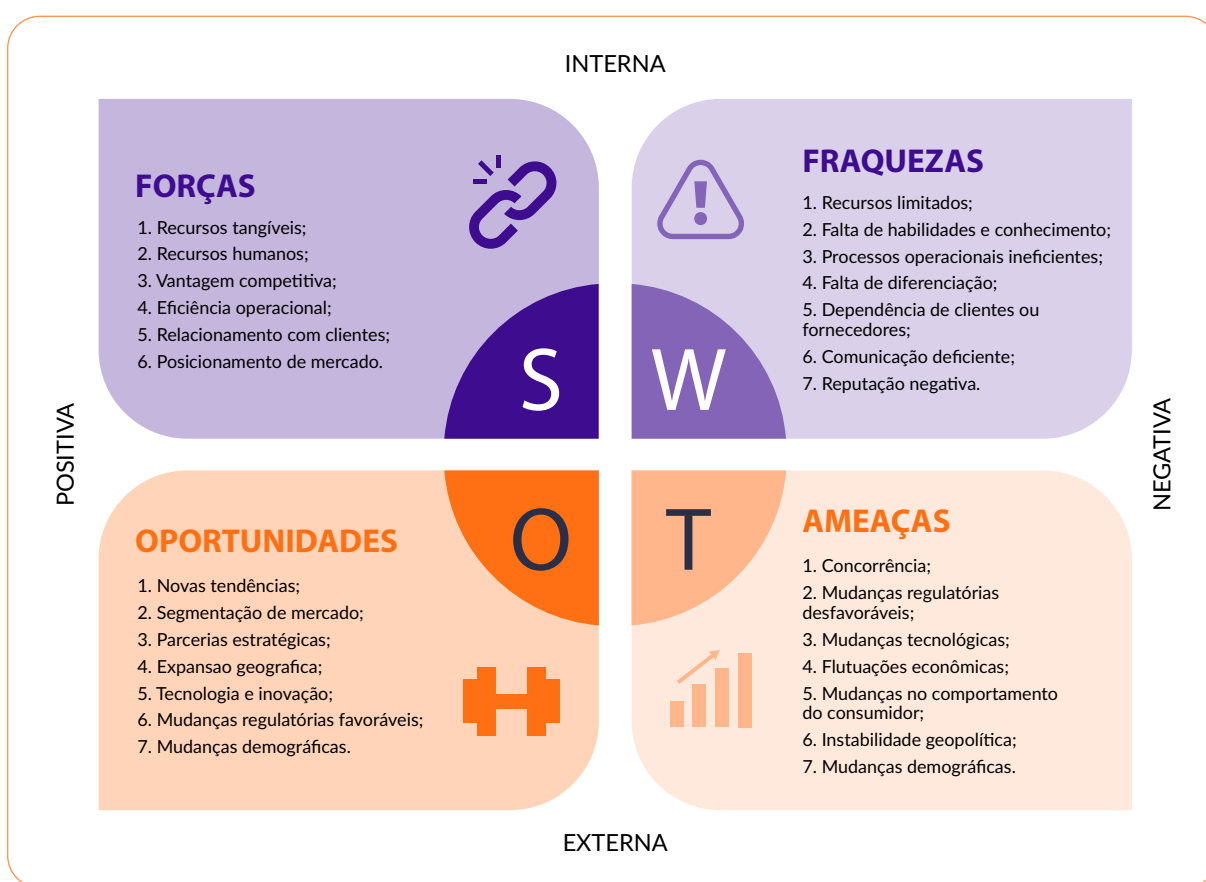 INTERNA
FORÇAS
1. Recursos tangíveis;
2. Recursos humanos;
3. Vantagem competitiva;
4. Eficiência operacional;
5. Relacionamento com clientes;
6. Posicionamento de mercado.
S
FRAQUEZAS
1. Recursos limitados;
2. Falta de habilidades e conhecimento;
3. Processos operacionais ineficientes;
4. Falta de diferenciação;
5. Dependência de clientes ou
fornecedores;
6. Comunicação deficiente;
7. Reputação negativa.
W
POSITIVA
NEGATIVA
OPORTUNIDADES
1. Novas tendências;
2. Segmentação de mercado;
3. Parcerias estratégicas;
4. Expansao geografica;
5. Tecnologia e inovação;
6. Mudanças regulatórias favoráveis;
7. Mudanças demográficas.
O
T
AMEAÇAS
1. Concorrência;
2. Mudanças regulatórias
desfavoráveis;
3. Mudanças tecnológicas;
4. Flutuações econômicas;
5. Mudanças no comportamento
do consumidor;
6. Instabilidade geopolítica;
7. Mudanças demográficas.
EXTERNA